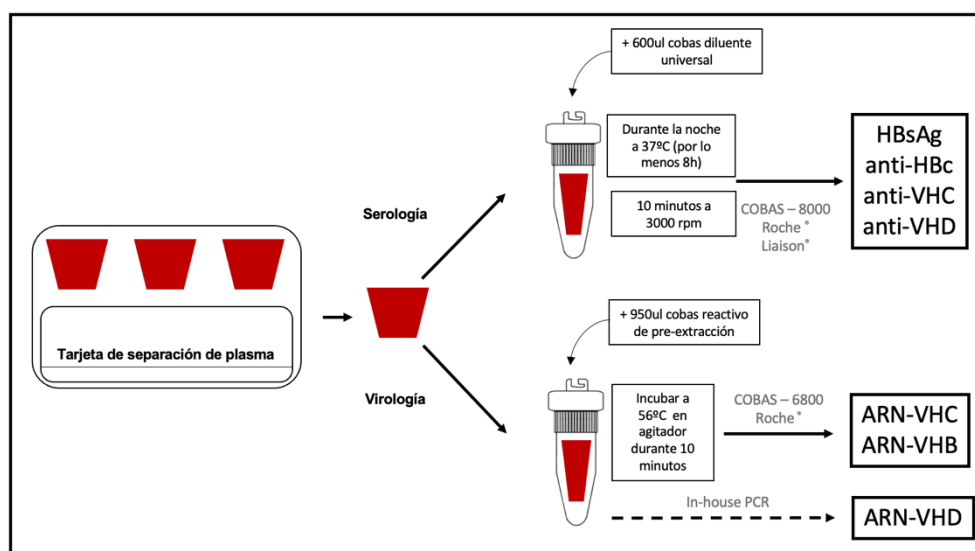 + 600ul cobas diluente
universal
Durante la noche
a 37ºC (por lo
menos 8h)
10 minutos a
3000 rpm
Serología
COBAS – 8000
Roche®
Liaison®
HBsAg
anti-HBc
anti-VHC
anti-VHD
Tarjeta de separación de plasma
Virología
+ 950ul cobas reactivo
de pre-extracción
Incubar a
56ºC en
agitador
durante 10
minutos
COBAS – 6800
Roche®
ARN-VHC
ARN-VHB
In-house PCR
ARN-VHD